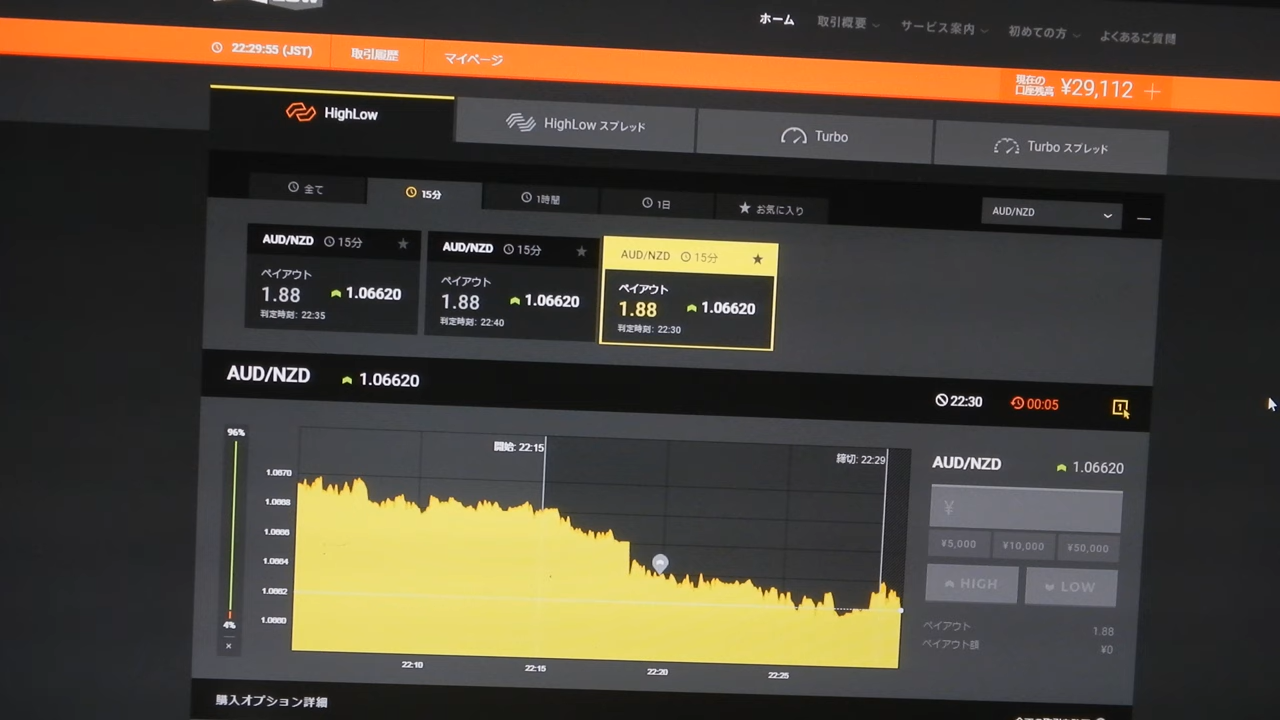 ホーム
取引概要
サービス案内
初めての方
よくあるご質問
22:29:55 (JST)
取引履歴
マイページ
現在の口座残高 ¥29,112
HighLow
HighLow スプレッド
Turbo
Turbo スプレッド
全て
15分
1時間
1日
お気に入り
AUD/NZD
AUD/NZD 15分
ペイアウト
1.88 1.06620
判定時刻: 22:35
AUD/NZD 15分
ペイアウト
1.88 1.06620
判定時刻: 22:40
AUD/NZD 15分
ペイアウト
1.88 1.06620
判定時刻: 22:30
AUD/NZD 1.06620
22:30 00:05
96%
4%
開始: 22:15
締切: 22:29
1.0670
1.0668
1.0666
1.0664
1.0662
1.0660
22:10
22:15
22:20
22:25
AUD/NZD 1.06620
¥
¥5,000 ¥10,000 ¥50,000
HIGH LOW
ペイアウト 1.88
ペイアウト額 ¥0
購入オプション詳細